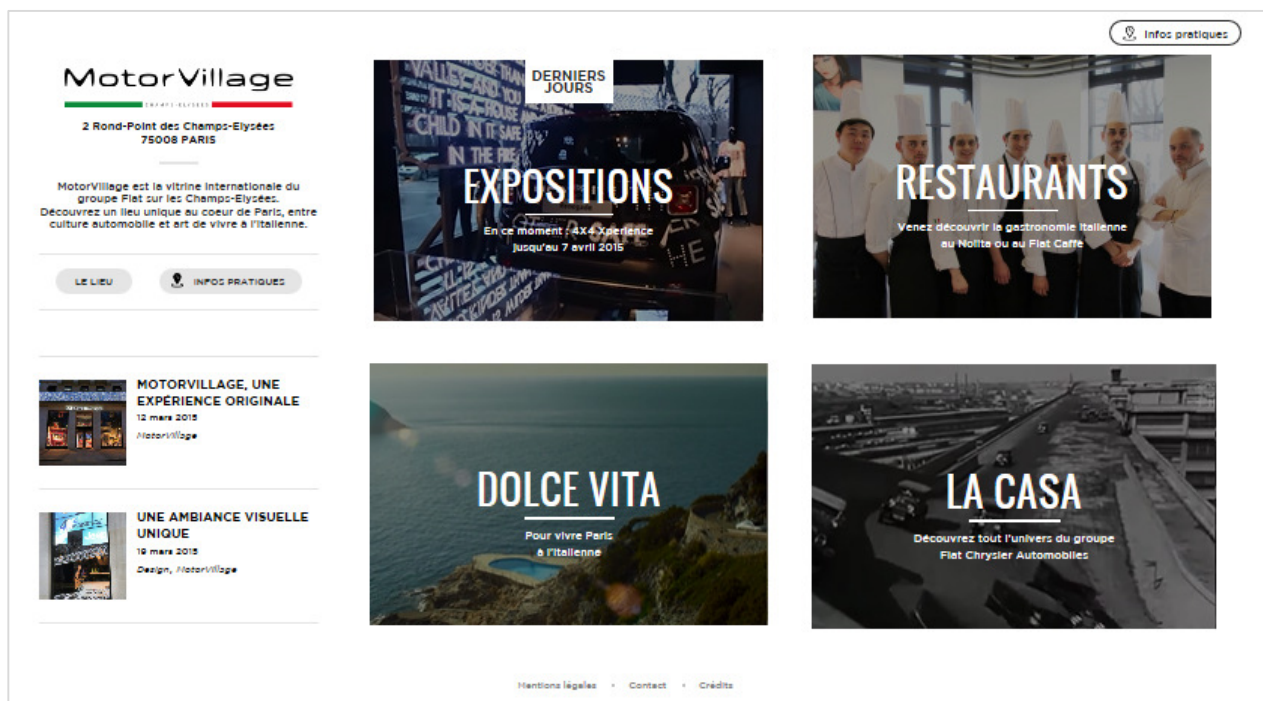 Infos pratiques
MotorVillage
CHAMPS-ELYSEES
2 Rond-Point des Champs-Elysées
75008 PARIS
MotorVillage est la vitrine internationale du
groupe Fiat sur les Champs-Elysées.
Découvrez un lieu unique au coeur de Paris, entre
culture automobile et art de vivre à l'italienne.
LE LIEU
INFOS PRATIQUES
MOTORVILLAGE, UNE
EXPÉRIENCE ORIGINALE
12 mars 2015
MotorVillage
UNE AMBIANCE VISUELLE
UNIQUE
19 mars 2015
Design, MotorVillage
DERNIERS
JOURS
EXPOSITIONS
En ce moment : 4X4 Xperience
jusqu'au 7 avril 2015
RESTAURANTS
Venez découvrir la gastronomie italienne
au Nolita ou au Fiat Caffè
DOLCE VITA
Pour vivre Paris
à l'italienne
LA CASA
Découvrez tout l'univers du groupe
Fiat Chrysler Automobiles
Mentions légales • Contact • Crédits